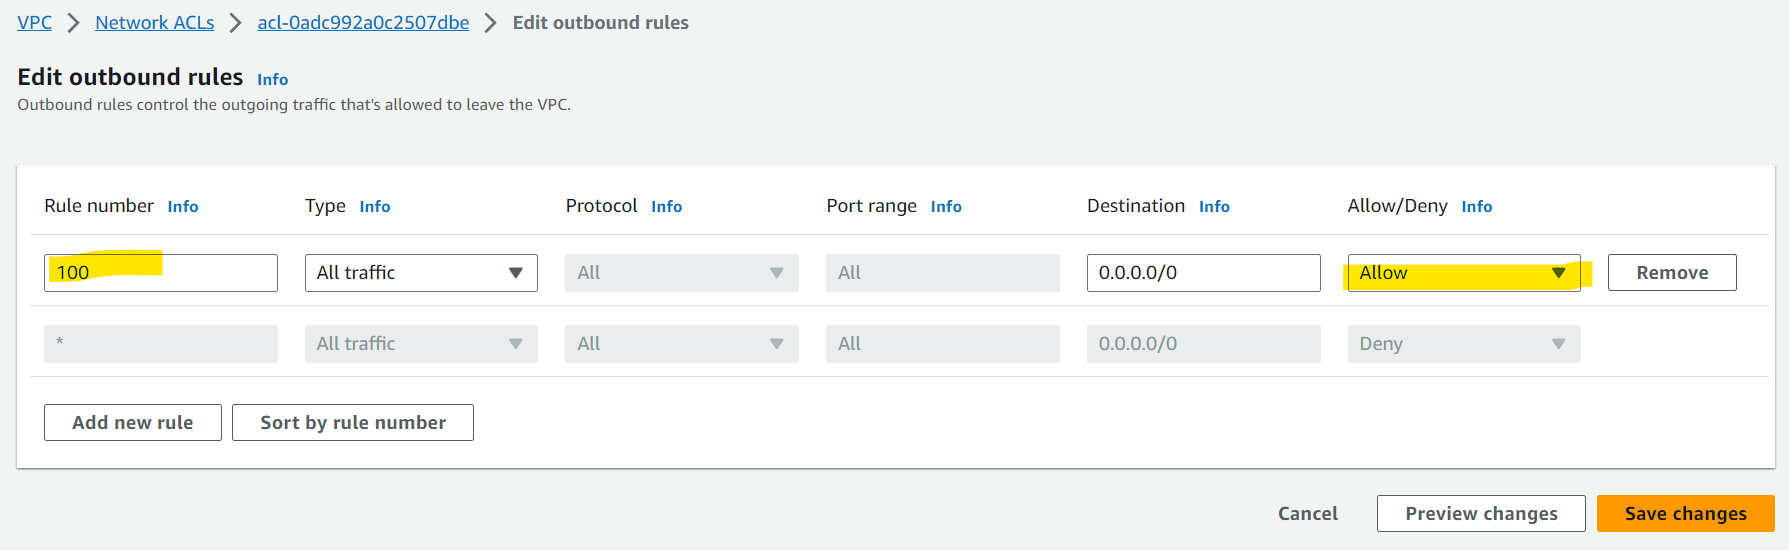 VPC > Network ACLs > acl-0adc992a0c2507dbe > Edit outbound rules
Edit outbound rules Info
Outbound rules control the outgoing traffic that's allowed to leave the VPC.
Rule number Info Type Info Protocol Info Port range Info Destination Info Allow/Deny Info
100 All traffic All All 0.0.0.0/0 Allow Remove
* All traffic All All 0.0.0.0/0 Deny
Add new rule Sort by rule number
Cancel Preview changes Save changes